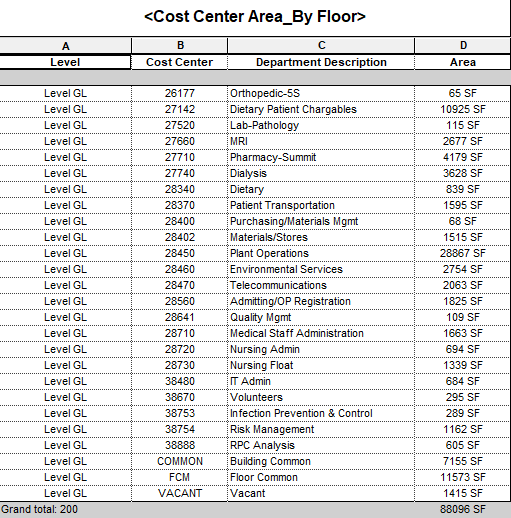 <Cost Center Area_By Floor>
A B C D
Level Cost Center Department Description Area
Level GL 26177 Orthopedic-5S 65 SF
Level GL 27142 Dietary Patient Chargables 10925 SF
Level GL 27520 Lab-Pathology 115 SF
Level GL 27660 MRI 2677 SF
Level GL 27710 Pharmacy-Summit 4179 SF
Level GL 27740 Dialysis 3628 SF
Level GL 28340 Dietary 839 SF
Level GL 28370 Patient Transportation 1595 SF
Level GL 28400 Purchasing/Materials Mgmt 68 SF
Level GL 28402 Materials/Stores 1515 SF
Level GL 28450 Plant Operations 28867 SF
Level GL 28460 Environmental Services 2754 SF
Level GL 28470 Telecommunications 2063 SF
Level GL 28560 Admitting/OP Registration 1825 SF
Level GL 28641 Quality Mgmt 109 SF
Level GL 28710 Medical Staff Administration 1663 SF
Level GL 28720 Nursing Admin 694 SF
Level GL 28730 Nursing Float 1339 SF
Level GL 38480 IT Admin 684 SF
Level GL 38670 Volunteers 295 SF
Level GL 38753 Infection Prevention & Control 289 SF
Level GL 38754 Risk Management 1162 SF
Level GL 38888 RPC Analysis 605 SF
Level GL COMMON Building Common 7155 SF
Level GL FCM Floor Common 11573 SF
Level GL VACANT Vacant 1415 SF
Grand total: 200 88096 SF